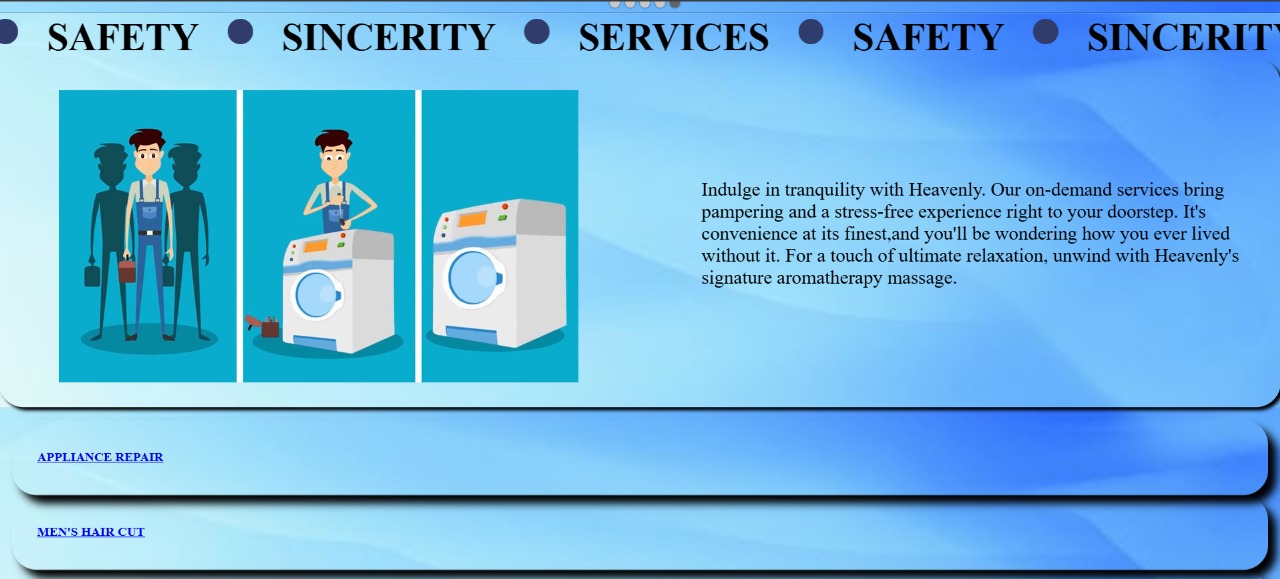 SAFETY SINCERITY SERVICES SAFETY SINCERITY
Indulge in tranquility with Heavenly. Our on-demand services bring
pampering and a stress-free experience right to your doorstep. It's
convenience at its finest,and you'll be wondering how you ever lived
without it. For a touch of ultimate relaxation, unwind with Heavenly's
signature aromatherapy massage.
APPLIANCE REPAIR
MEN'S HAIR CUT